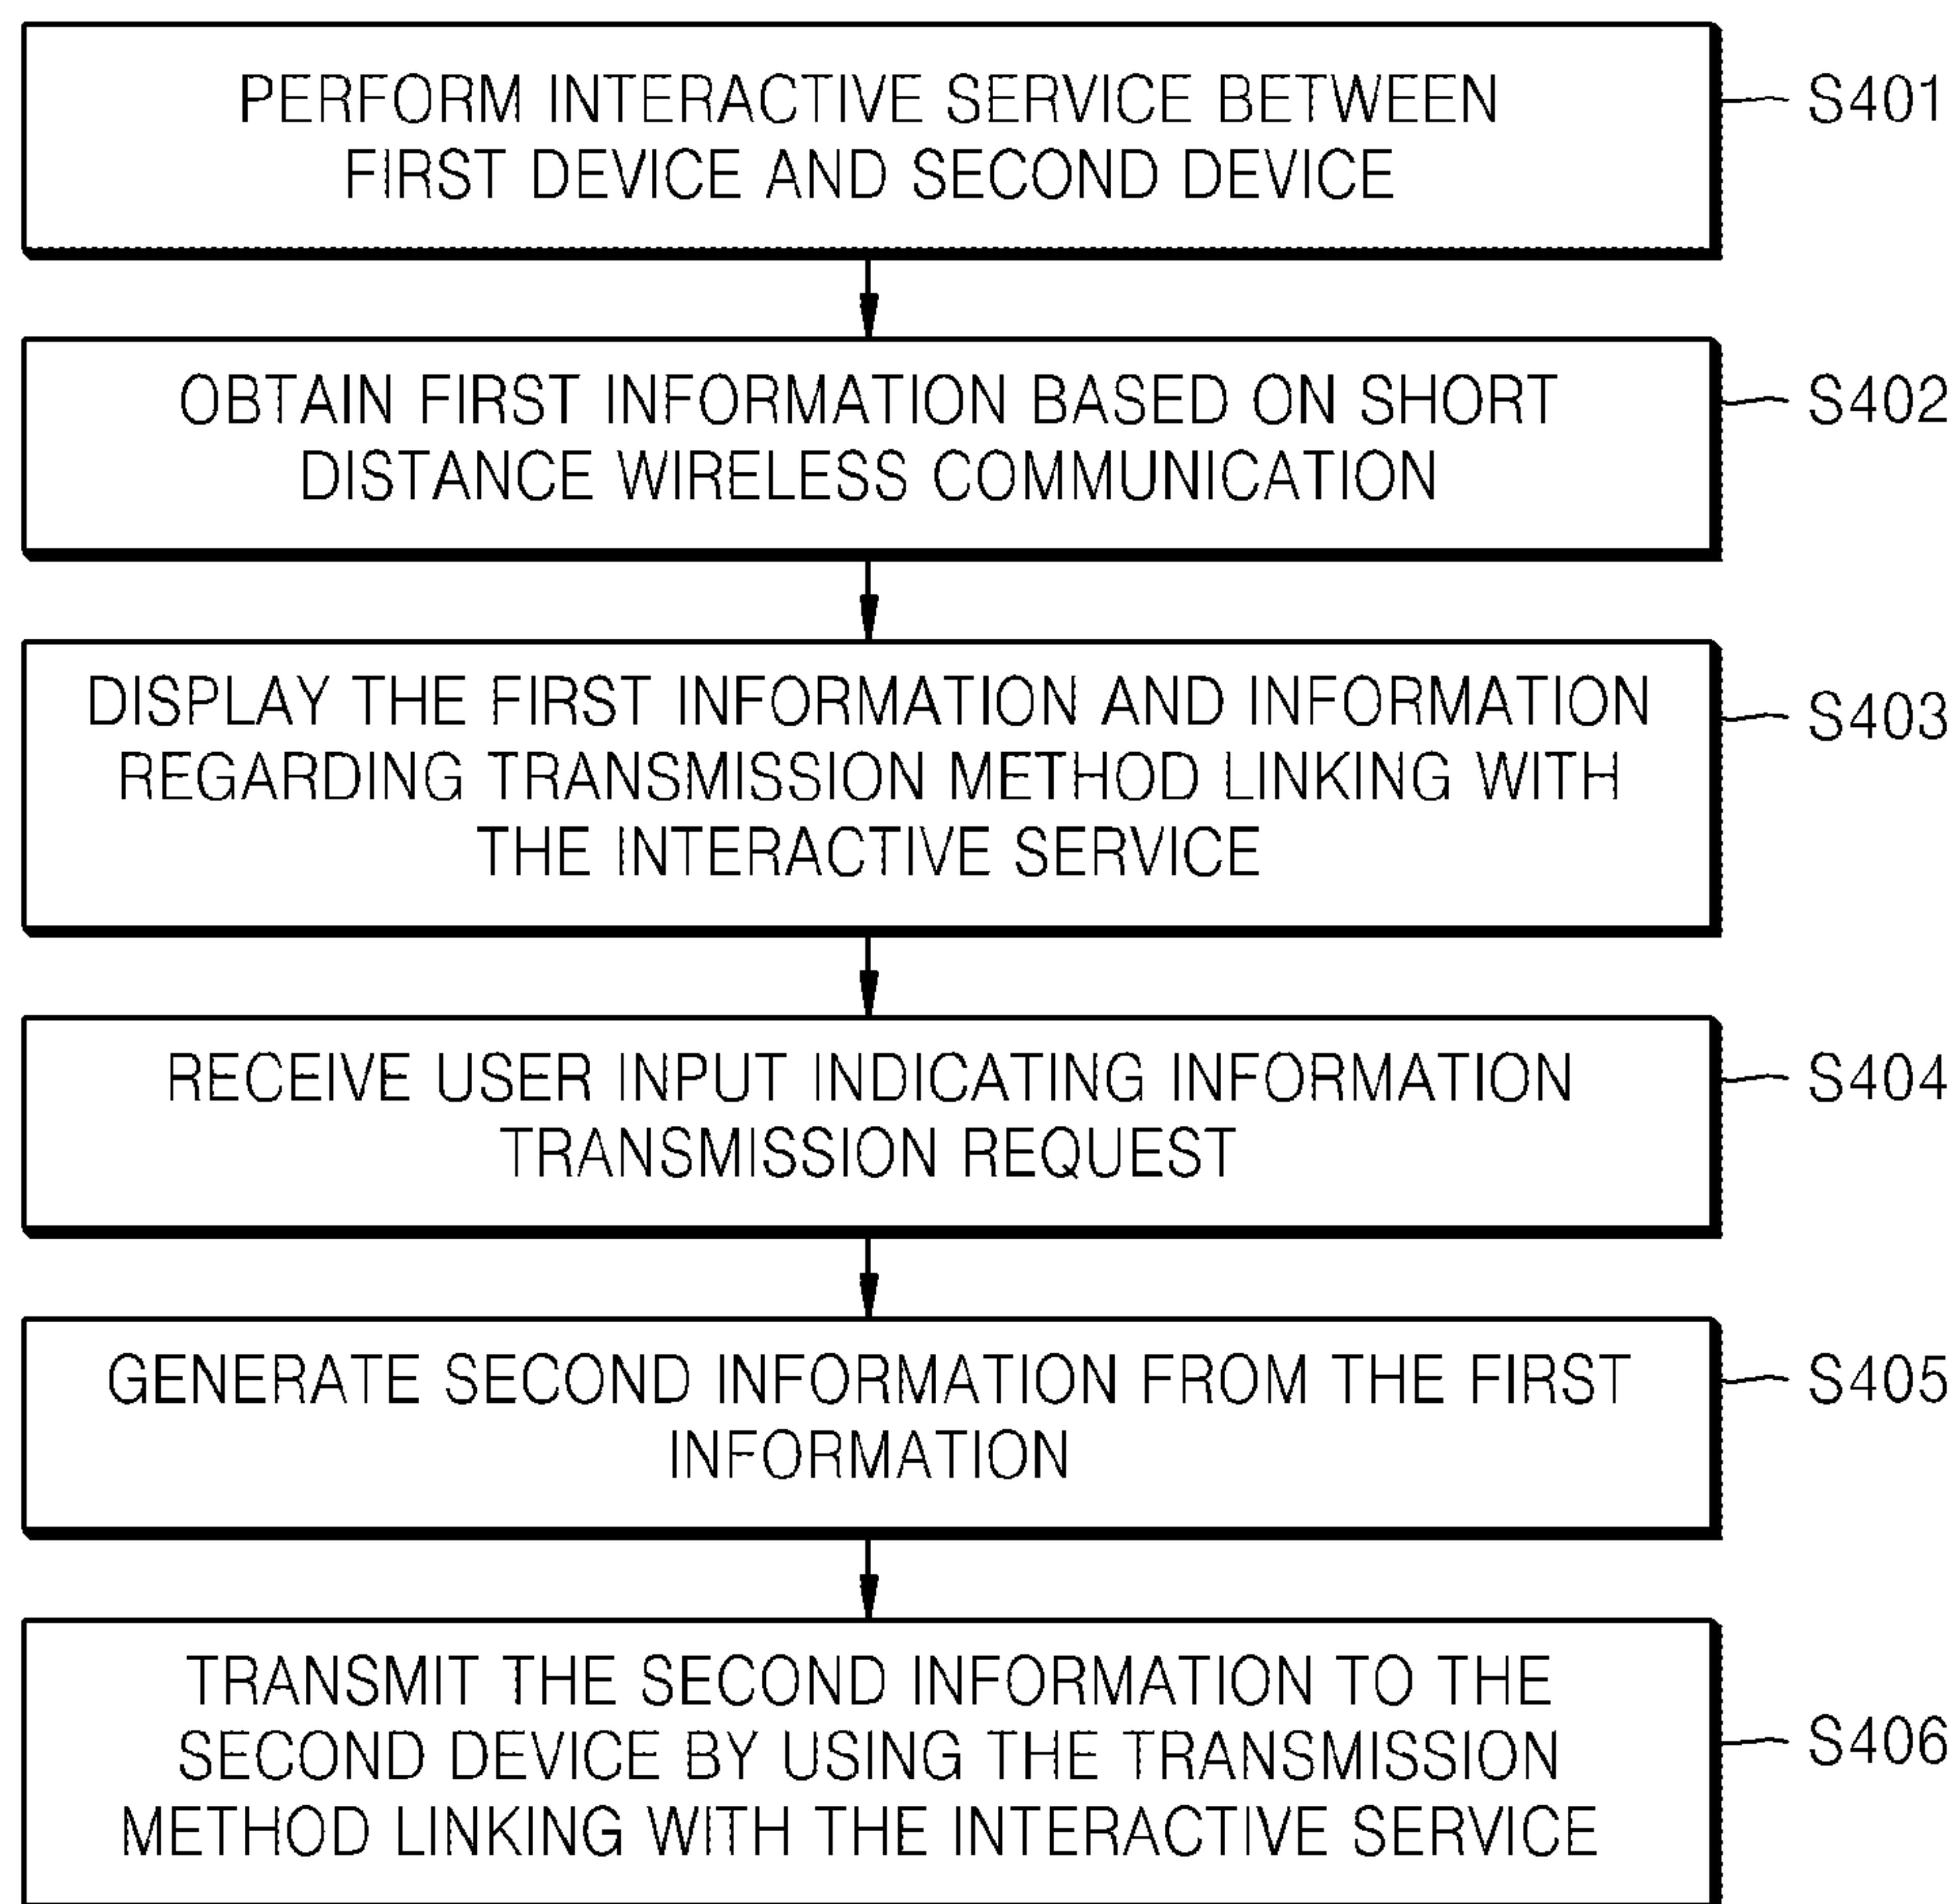 PERFORM INTERACTIVE SERVICE BETWEEN
FIRST DEVICE AND SECOND DEVICE
S401
OBTAIN FIRST INFORMATION BASED ON SHORT
DISTANCE WIRELESS COMMUNICATION
S402
DISPLAY THE FIRST INFORMATION AND INFORMATION
REGARDING TRANSMISSION METHOD LINKING WITH
THE INTERACTIVE SERVICE
S403
RECEIVE USER INPUT INDICATING INFORMATION
TRANSMISSION REQUEST
S404
GENERATE SECOND INFORMATION FROM THE FIRST
INFORMATION
S405
TRANSMIT THE SECOND INFORMATION TO THE
SECOND DEVICE BY USING THE TRANSMISSION
METHOD LINKING WITH THE INTERACTIVE SERVICE
S406